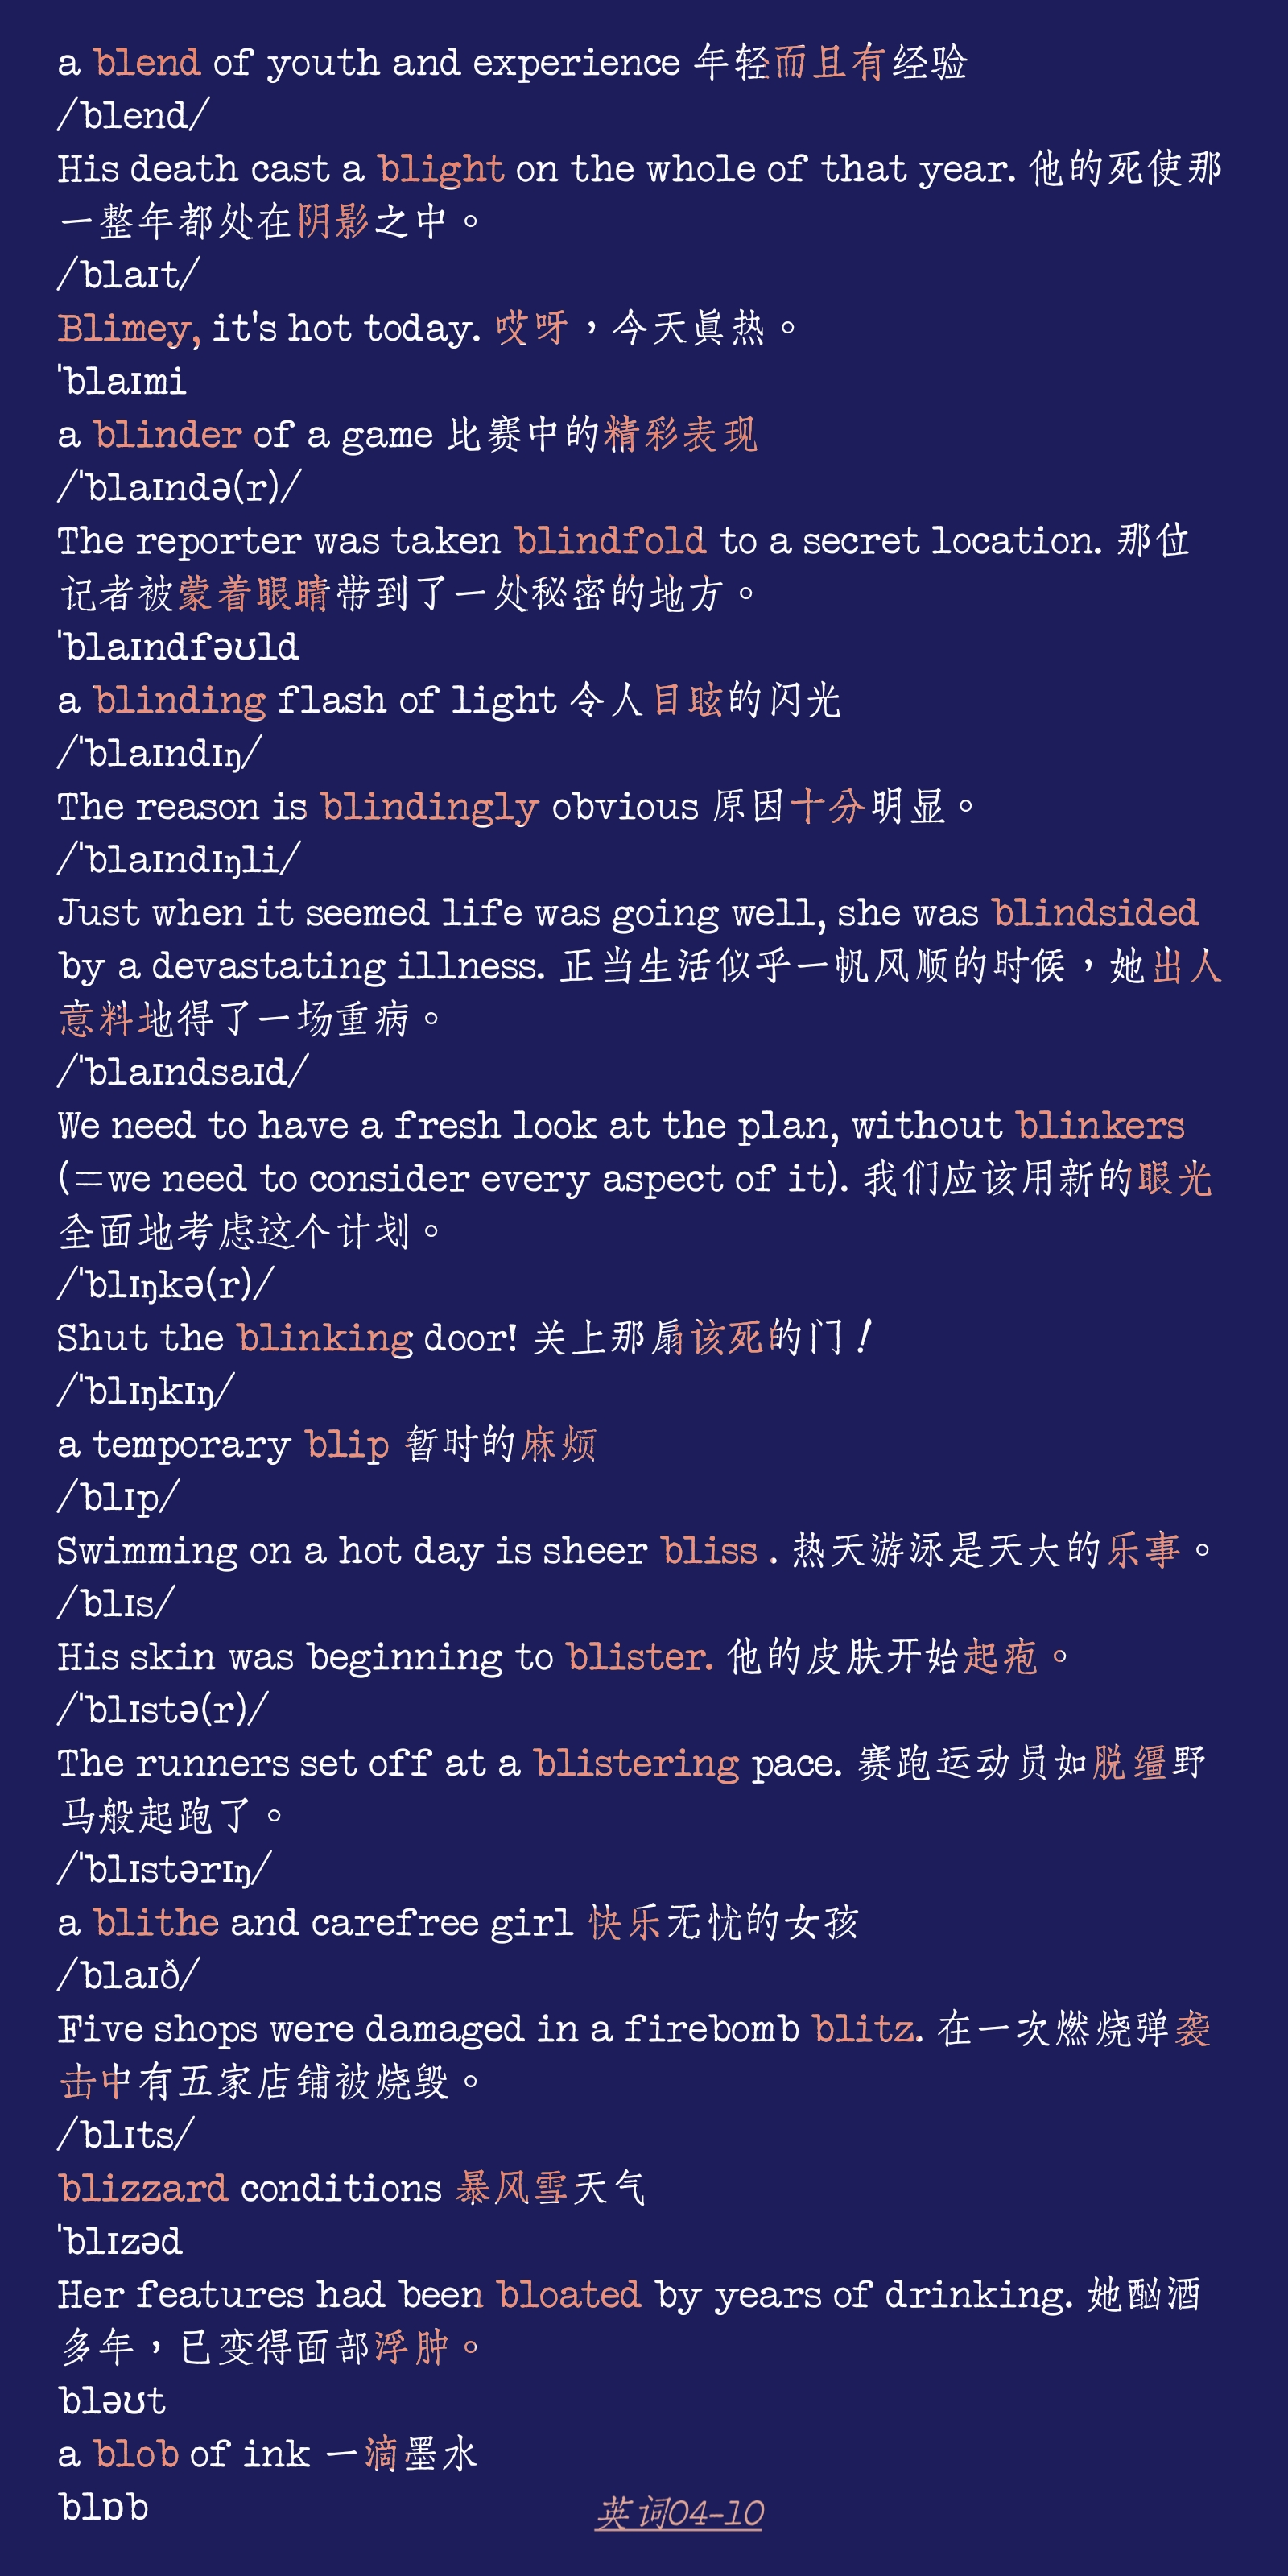 a blend of youth and experience 年轻而且有经验
/blend/
His death cast a blight on the whole of that year. 他的死使那
一整年都处在阴影之中。
/blaɪt/
Blimey, it's hot today. 哎呀，今天真热。
ˈblaɪmi
a blinder of a game 比赛中的精彩表现
/ˈblaɪndə(r)/
The reporter was taken blindfold to a secret location. 那位
记者被蒙着眼睛带到了一处秘密的地方。
ˈblaɪndfəʊld
a blinding flash of light 令人目眩的闪光
/ˈblaɪndɪŋ/
The reason is blindingly obvious 原因十分明显。
/ˈblaɪndɪŋli/
Just when it seemed life was going well, she was blindsided
by a devastating illness. 正当生活似乎一帆风顺的时候，她出人
意料地得了一场重病。
/ˈblaɪndsaɪd/
We need to have a fresh look at the plan, without blinkers
(=we need to consider every aspect of it). 我们应该用新的眼光
全面地考虑这个计划。
/ˈblɪŋkə(r)/
Shut the blinking door! 关上那扇该死的门！
/ˈblɪŋkɪŋ/
a temporary blip 暂时的麻烦
/blɪp/
Swimming on a hot day is sheer bliss . 热天游泳是天大的乐事。
/blɪs/
His skin was beginning to blister. 他的皮肤开始起疱。
/ˈblɪstə(r)/
The runners set off at a blistering pace. 赛跑运动员如脱缰野
马般起跑了。
/ˈblɪstərɪŋ/
a blithe and carefree girl 快乐无忧的女孩
/blaɪð/
Five shops were damaged in a firebomb blitz. 在一次燃烧弹袭
击中有五家店铺被烧毁。
/blɪts/
blizzard conditions 暴风雪天气
ˈblɪzəd
Her features had been bloated by years of drinking. 她酗酒
多年，已变得面部浮肿。
bləʊt
a blob of ink 一滴墨水
blɒb
英词04-10